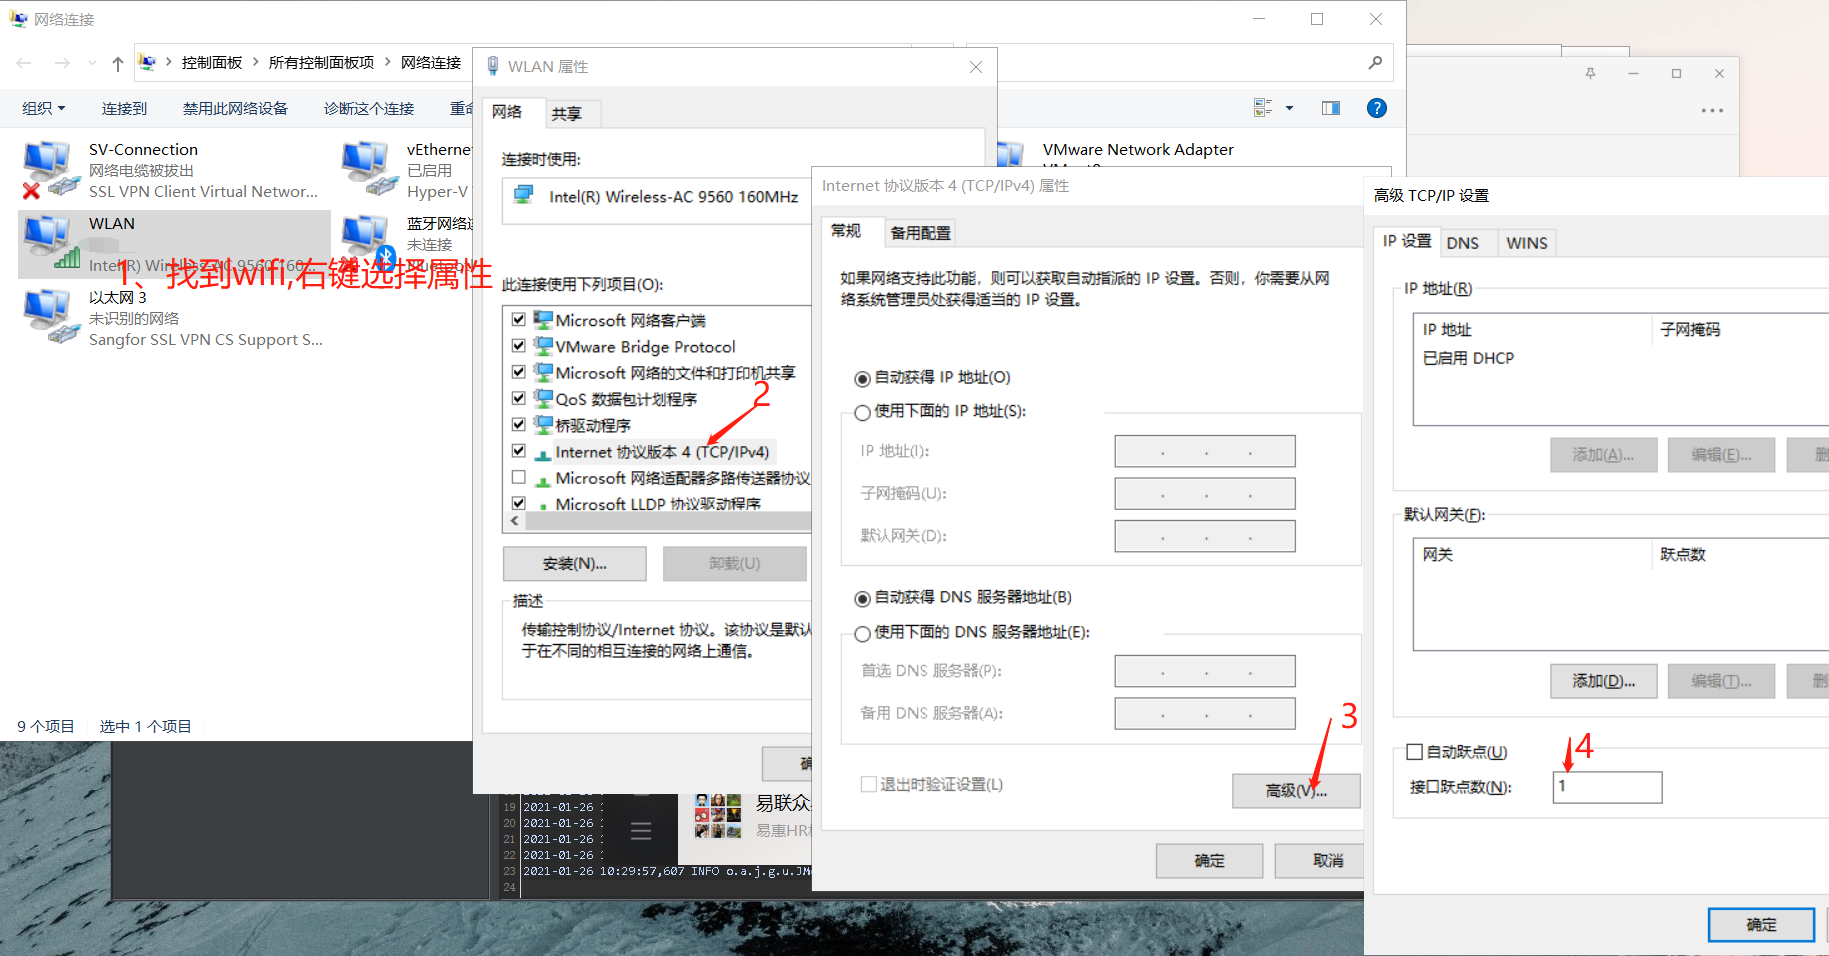 网络连接
控制面板 所有控制面板项 网络连接
组织 连接到 禁用此网络设备 诊断这个连接
SV-Connection
网络电缆被拔出
SSL VPN Client Virtual Networ...
WLAN
Intel(R) Wireless-AC 9560 160...
1、找到wifi,右键选择属性
以太网 3
未识别的网络
Sangfor SSL VPN CS Support S...
已启用
Hyper-V
蓝牙网络连
未连接
VMware Network Adapter
9 个项目 选中 1 个项目
WLAN 属性
网络 共享
连接时使用:
Intel(R) Wireless-AC 9560 160MHz
此连接使用下列项目(O):
Microsoft 网络客户端
VMware Bridge Protocol
Microsoft 网络的文件和打印机共享
QoS 数据包计划程序
2
桥驱动程序
Internet 协议版本 4 (TCP/IPv4)
Microsoft 网络适配器多路传送器协议
Microsoft LLDP 协议驱动程序
安装(N)... 卸载(U)
描述
传输控制协议/Internet 协议。该协议是默认
于在不同的相互连接的网络上通信。
19 2021-01-26
20 2021-01-26
21 2021-01-26
22 2021-01-26
23 2021-01-26 10:29:57,607 INFO o.a.j.g.u.JM
24
易联众
易惠HR
Internet 协议版本 4 (TCP/IPv4) 属性
常规 备用配置
如果网络支持此功能，则可以获取自动指派的 IP 设置。否则，你需要从网
络系统管理员处获得适当的 IP 设置。
自动获得 IP 地址(O)
使用下面的 IP 地址(S):
IP 地址(I):
子网掩码(U):
默认网关(D):
自动获得 DNS 服务器地址(B)
使用下面的 DNS 服务器地址(E):
首选 DNS 服务器(P):
备用 DNS 服务器(A):
3
退出时验证设置(L)
高级(V)...
确定 取消
高级 TCP/IP 设置
IP 设置 DNS WINS
IP 地址(R)
IP 地址 子网掩码
已启用 DHCP
添加(A)... 编辑(E)... 删
默认网关(F):
网关 跃点数
添加(D)... 编辑(T)... 删
自动跃点(U)
4
接口跃点数(N): 1
确定